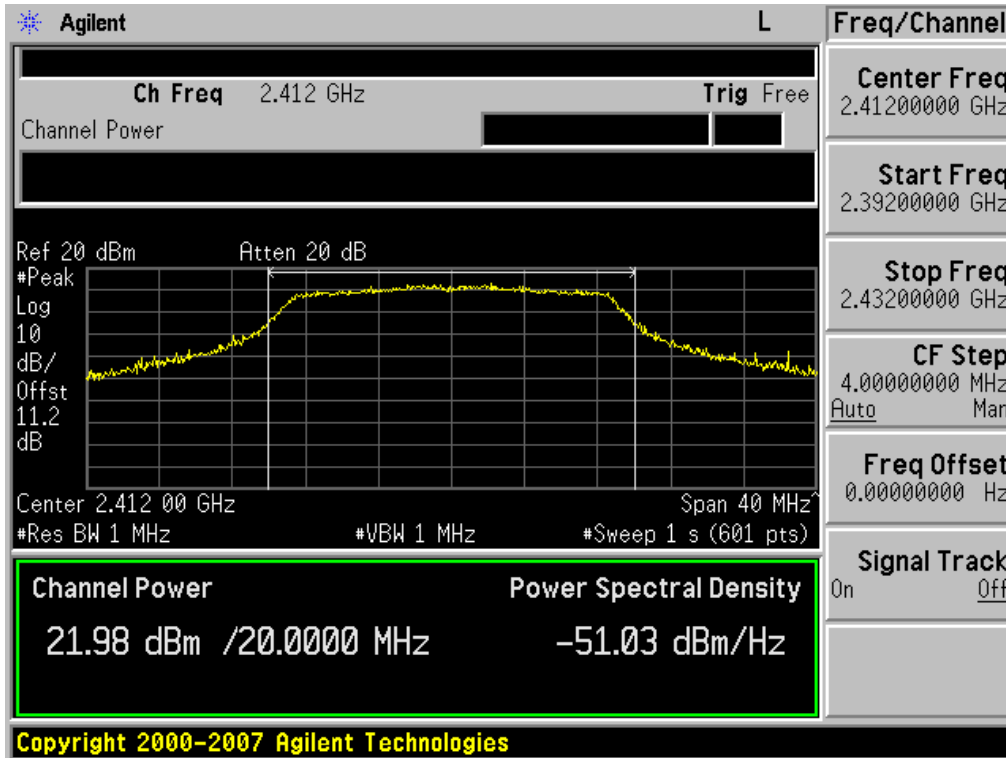 Agilent L
Freq/Channel
Ch Freq 2.412 GHz Trig Free
Channel Power
Ref 20 dBm Atten 20 dB
#Peak
Log
10
dB/
Offst
11.2
dB
Center 2.412 00 GHz Span 40 MHz^
#Res BW 1 MHz #VBW 1 MHz #Sweep 1 s (601 pts)
Channel Power Power Spectral Density
21.98 dBm /20.0000 MHz -51.03 dBm/Hz
Copyright 2000-2007 Agilent Technologies
Center Freq
2.41200000 GHz
Start Freq
2.39200000 GHz
Stop Freq
2.43200000 GHz
CF Step
4.00000000 MHz
Auto Man
Freq Offset
0.00000000 Hz
Signal Track
On Off